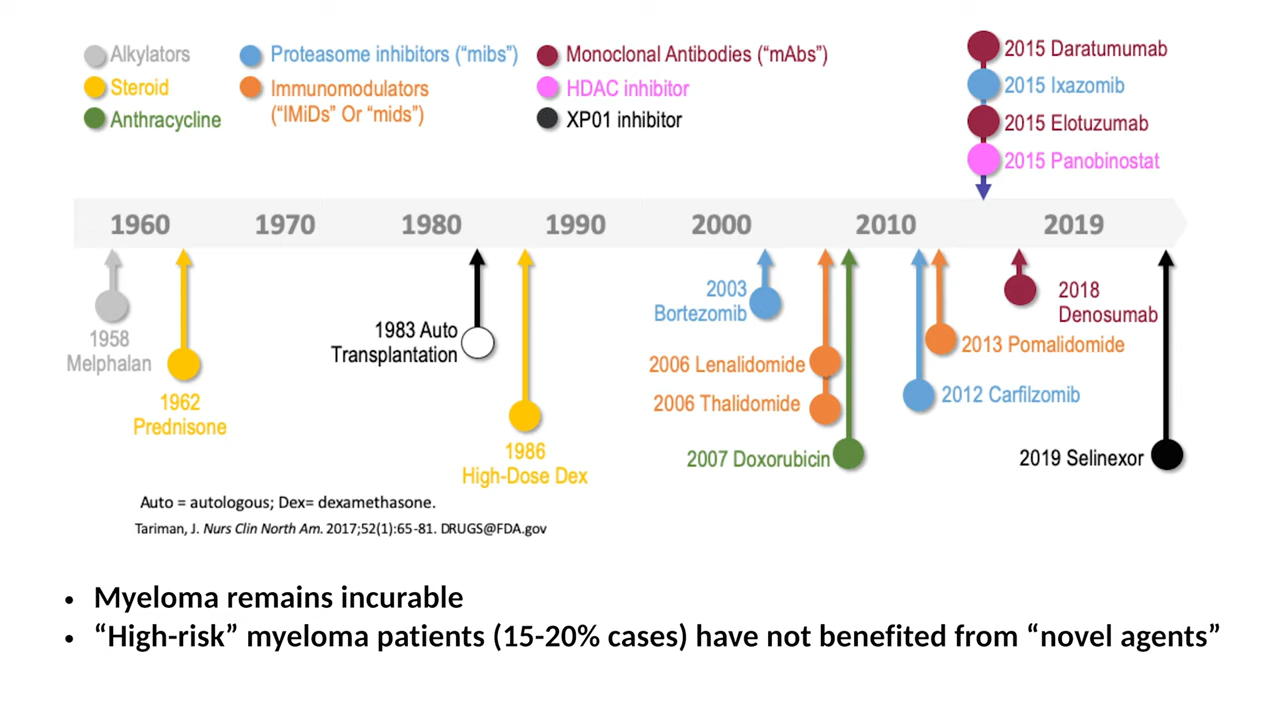 Alkylators
Steroid
Anthracycline
Proteasome inhibitors (“mibs”)
Immunomodulators
(“IMiDs” Or “mids”)
Monoclonal Antibodies (“mAbs”)
HDAC inhibitor
XP01 inhibitor
2015 Daratumumab
2015 Ixazomib
2015 Elotuzumab
2015 Panobinostat
1960 1970 1980 1990 2000 2010 2019
1958
Melphalan
1962
Prednisone
1983 Auto
Transplantation
1986
High-Dose Dex
2003
Bortezomib
2006 Lenalidomide
2006 Thalidomide
2007 Doxorubicin
2018
Denosumab
2013 Pomalidomide
2012 Carfilzomib
2019 Selinexor
Auto = autologous; Dex= dexamethasone.
Tariman, J. Nurs Clin North Am. 2017;52(1):65-81. DRUGS@FDA.gov
• Myeloma remains incurable
• “High-risk” myeloma patients (15-20% cases) have not benefited from “novel agents”